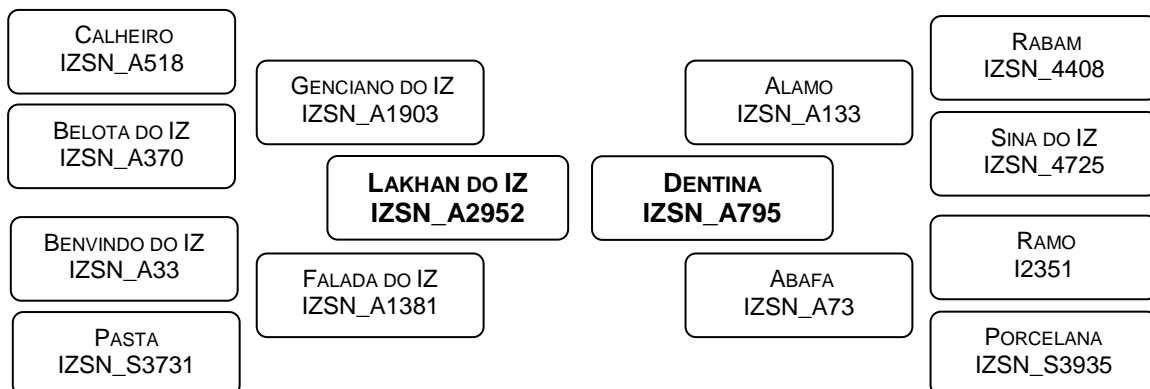 CALHEIRO
IZSN_A518
GENCIANO DO IZ
IZSN_A1903
BELOTA DO IZ
IZSN_A370
LAKHAN DO IZ
IZSN_A2952
BENVINDO DO IZ
IZSN_A33
FALADA DO IZ
IZSN_A1381
PASTA
IZSN_S3731
RABAM
IZSN_4408
ALAMO
IZSN_A133
SINA DO IZ
IZSN_4725
DENTINA
IZSN_A795
RAMO
I2351
ABAFA
IZSN_A73
PORCELANA
IZSN_S3935